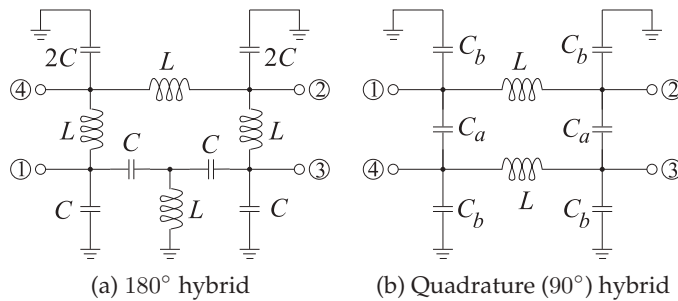 2C L 2C
④ ②
L C C L
① ③
C L C
(a) 180° hybrid
C_b L C_b
① ②
C_a C_a
④ ③
C_b L C_b
(b) Quadrature (90°) hybrid